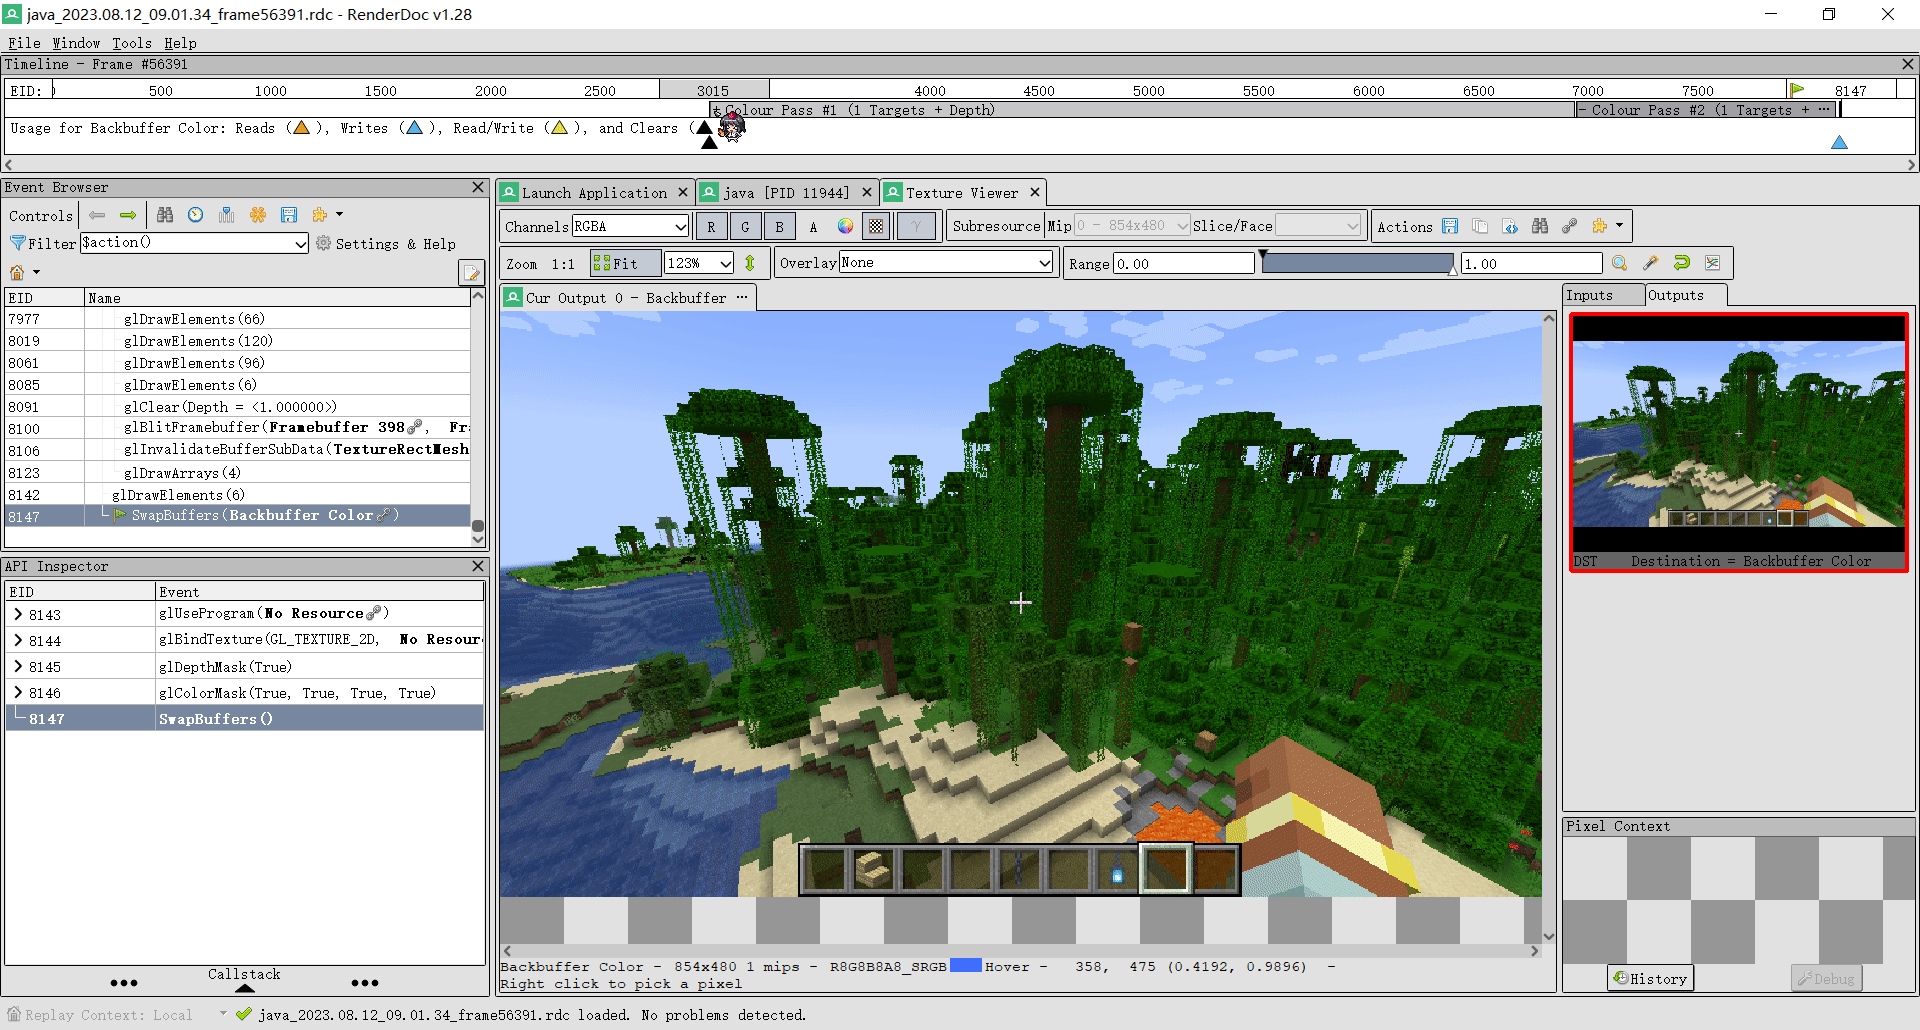 java_2023.08.12_09.01.34_frame56391.rdc - RenderDoc v1.28
File Window Tools Help
Timeline - Frame #56391
EID: 500 1000 1500 2000 2500 3015 4000 4500 5000 5500 6000 6500 7000 7500 8147
+ Colour Pass #1 (1 Targets + Depth) - Colour Pass #2 (1 Targets + ···
Usage for Backbuffer Color: Reads ( ), Writes ( ), Read/Write ( ), and Clears (
Event Browser
Controls
Filter $action() Settings & Help
EID Name
7977 glDrawElements(66)
8019 glDrawElements(120)
8061 glDrawElements(96)
8085 glDrawElements(6)
8091 glClear(Depth = <1.000000>)
8100 glBlitFramebuffer(Framebuffer 398, Fr
8106 glInvalidateBufferSubData(TextureRectMesh
8123 glDrawArrays(4)
8142 glDrawElements(6)
8147 SwapBuffers(Backbuffer Color)
API Inspector
EID Event
8143 glUseProgram(No Resource)
8144 glBindTexture(GL_TEXTURE_2D, No Resour
8145 glDepthMask(True)
8146 glColorMask(True, True, True, True)
8147 SwapBuffers()
Callstack
Launch Application java [PID 11944] Texture Viewer
Channels RGBA R G B A γ Subresource Mip 0 - 854x480 Slice/Face Actions
Zoom 1:1 Fit 123% Overlay None Range 0.00 1.00
Cur Output 0 - Backbuffer ···
Backbuffer Color - 854x480 1 mips - R8G8B8A8_SRGB Hover - 358, 475 (0.4192, 0.9896) -
Right click to pick a pixel
Inputs Outputs
DST Destination = Backbuffer Color
Pixel Context
History Debug
Replay Context: Local java_2023.08.12_09.01.34_frame56391.rdc loaded. No problems detected.